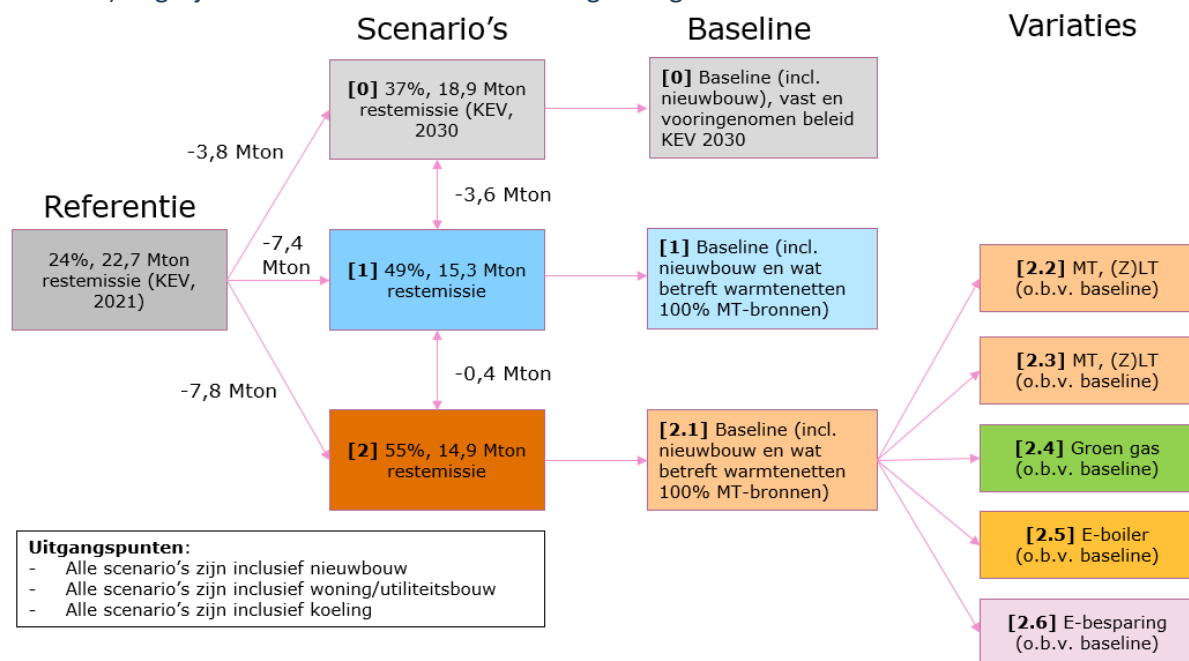 Scenario's
Baseline
Variaties
[0] 37%, 18,9 Mton
restemissie (KEV,
2030
[0] Baseline (incl.
nieuwbouw), vast en
vooringenomen beleid
KEV 2030
-3,8 Mton
-3,6 Mton
Referentie
24%, 22,7 Mton
restemissie (KEV,
2021)
-7,4
Mton
[1] 49%, 15,3 Mton
restemissie
[1] Baseline (incl.
nieuwbouw en wat
betreft warmtenetten
100% MT-bronnen)
[2.2] MT, (Z)LT
(o.b.v. baseline)
[2.3] MT, (Z)LT
(o.b.v. baseline)
-0,4 Mton
-7,8 Mton
[2] 55%, 14,9 Mton
restemissie
[2.1] Baseline (incl.
nieuwbouw en wat
betreft warmtenetten
100% MT-bronnen)
[2.4] Groen gas
(o.b.v. baseline)
[2.5] E-boiler
(o.b.v. baseline)
[2.6] E-besparing
(o.b.v. baseline)
Uitgangspunten:
- Alle scenario's zijn inclusief nieuwbouw
- Alle scenario's zijn inclusief woning/utiliteitsbouw
- Alle scenario's zijn inclusief koeling